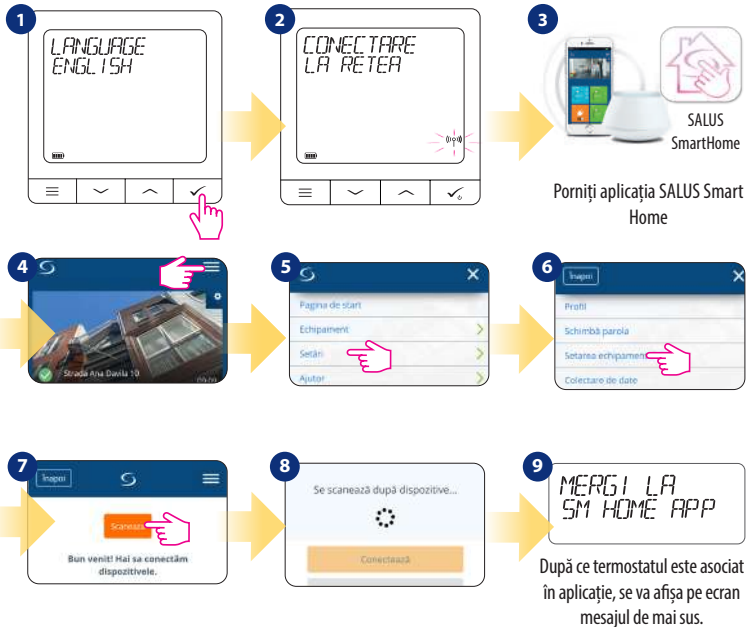 1
LANGUAGE
ENGLISH
2
CONECTARE
LA RETEA
3
SALUS
SmartHome
Porniți aplicația SALUS Smart
Home
4
Strada Ana Davila 10
5
Pagina de start
Echipament
Setări
Ajutor
6
Înapoi
Profil
Schimbă parola
Setarea echipament
Colectare de date
7
Înapoi
Scanează
Bun venit! Hai sa conectăm
dispozitivele.
8
Se scanează după dispozitive...
Conectează
9
MERGI LA
SM HOME APP
După ce termostatul este asociat
în aplicație, se va afișa pe ecran
mesajul de mai sus.